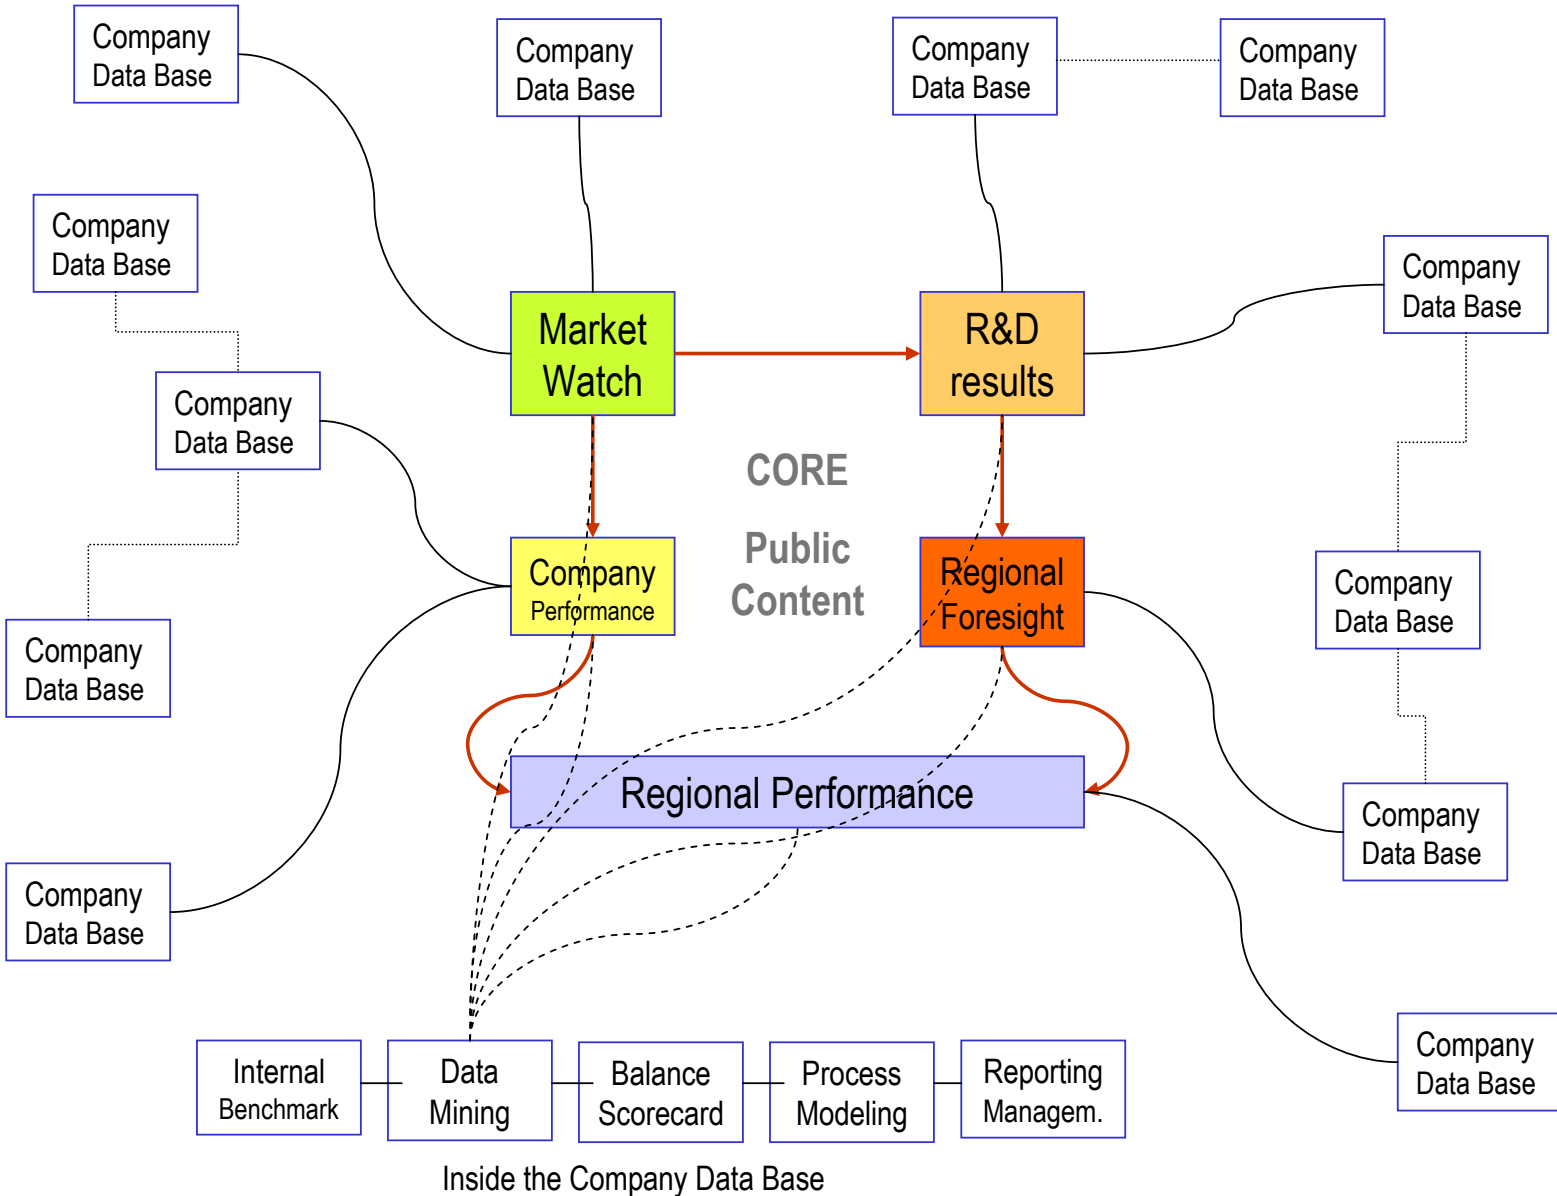 Company
Data Base
Company
Data Base
Company
Data Base
Company
Data Base
Company
Data Base
Company
Data Base
Market
Watch
R&D
results
Company
Data Base
CORE
Public
Content
Company
Performance
Regional
Foresight
Company
Data Base
Company
Data Base
Regional Performance
Company
Data Base
Company
Data Base
Company
Data Base
Internal
Benchmark
Data
Mining
Balance
Scorecard
Process
Modeling
Reporting
Managem.
Inside the Company Data Base